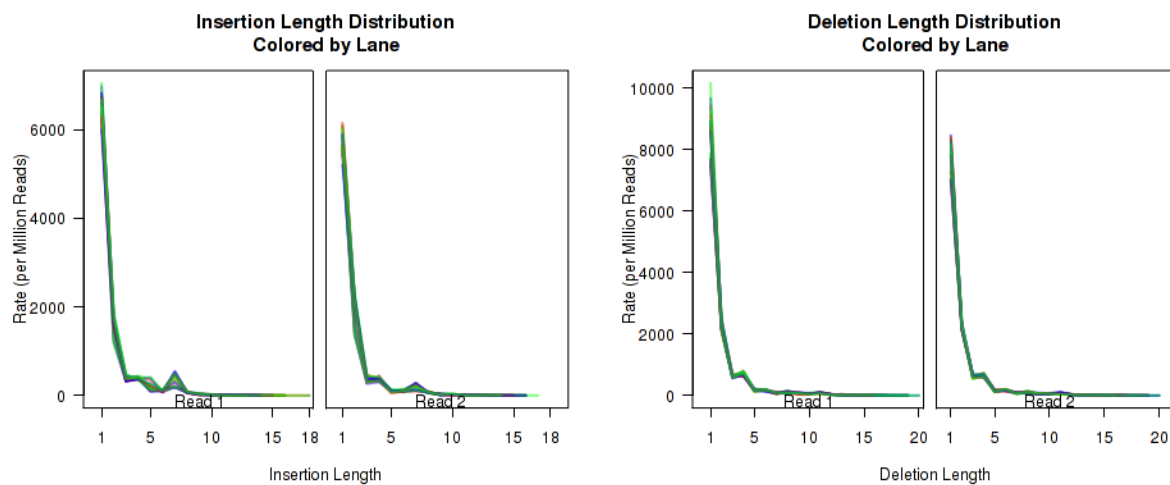 Insertion Length Distribution
Colored by Lane
Rate (per Million Reads)
6000
4000
2000
0
Read 1
Read 2
1 5 10 15 18
1 5 10 15 18
Insertion Length
Deletion Length Distribution
Colored by Lane
Rate (per Million Reads)
10000
8000
6000
4000
2000
0
Read 1
Read 2
1 5 10 15 20
1 5 10 15 20
Deletion Length